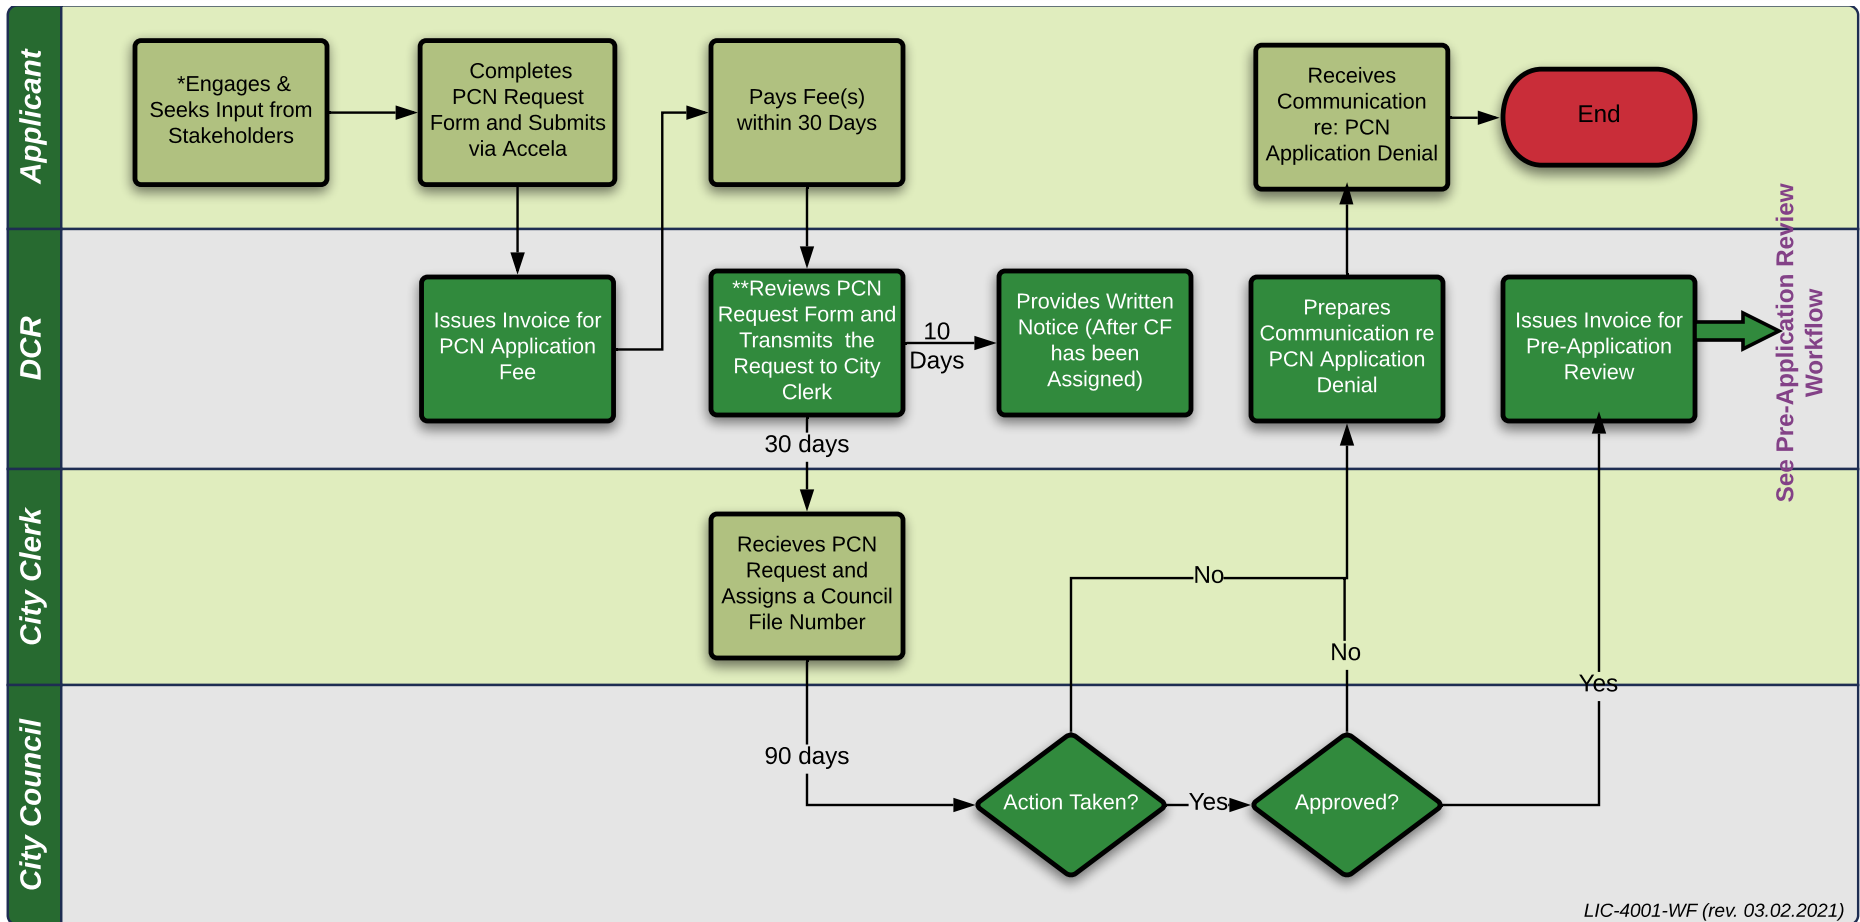 Applicant
*Engages &
Seeks Input from
Stakeholders
Completes
PCN Request
Form and Submits
via Accela
Pays Fee(s)
within 30 Days
Receives
Communication
re: PCN
Application Denial
End
DCR
Issues Invoice for
PCN Application
Fee
**Reviews PCN
Request Form and
Transmits the
Request to City
Clerk
10
Days
Provides Written
Notice (After CF
has been
Assigned)
Prepares
Communication re
PCN Application
Denial
Issues Invoice for
Pre-Application
Review
See Pre-Application Review
Workflow
30 days
City Clerk
Recieves PCN
Request and
Assigns a Council
File Number
No
No
Yes
City Council
90 days
Action Taken?
Yes
Approved?
LIC-4001-WF (rev. 03.02.2021)